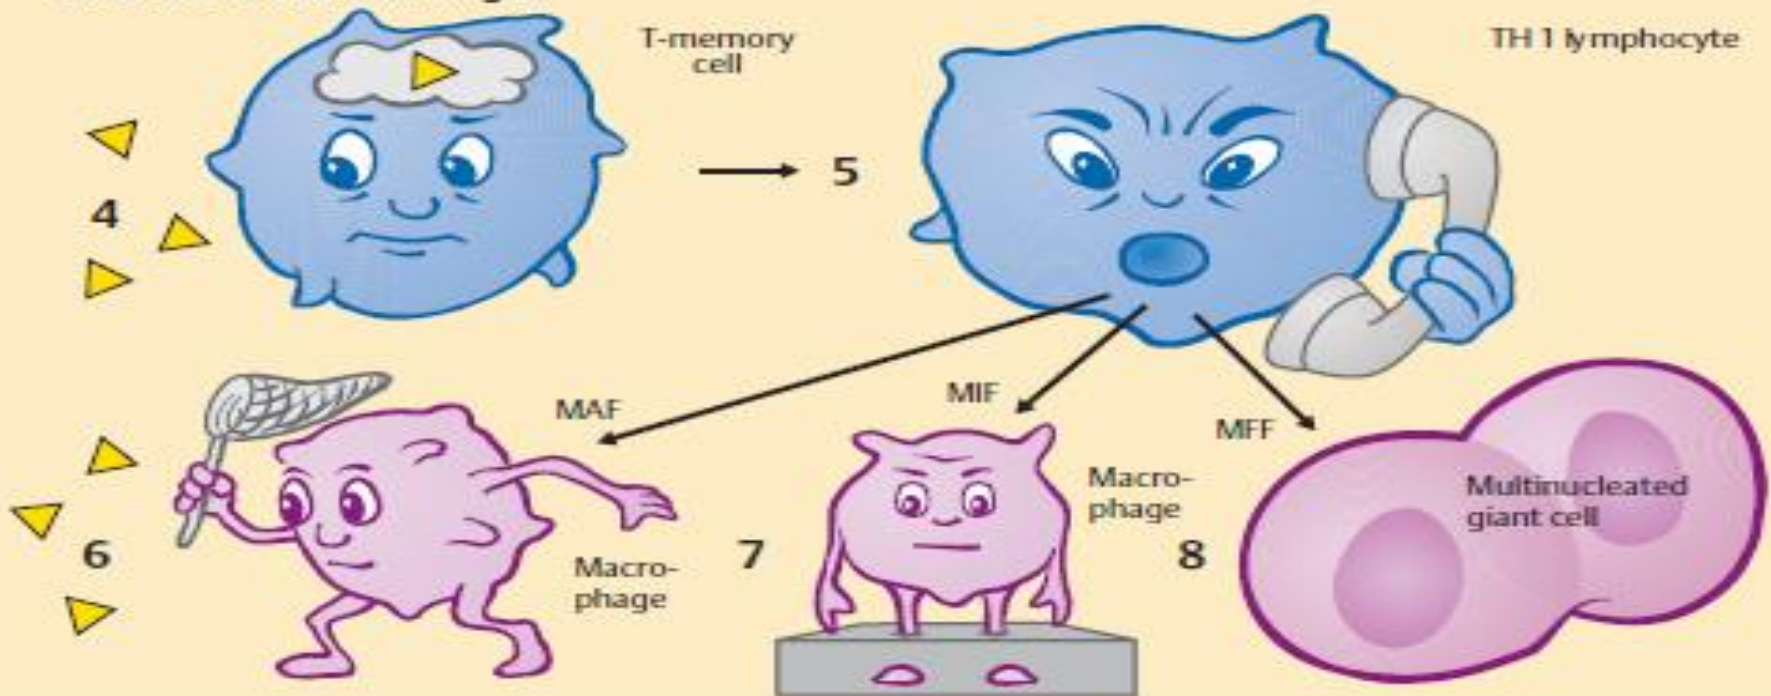 T-memory
cell
TH 1 lymphocyte
4
5
MAF
MIF
MFF
Macro-
phage
Multinucleated
giant cell
6
Macro-
phage
7
8